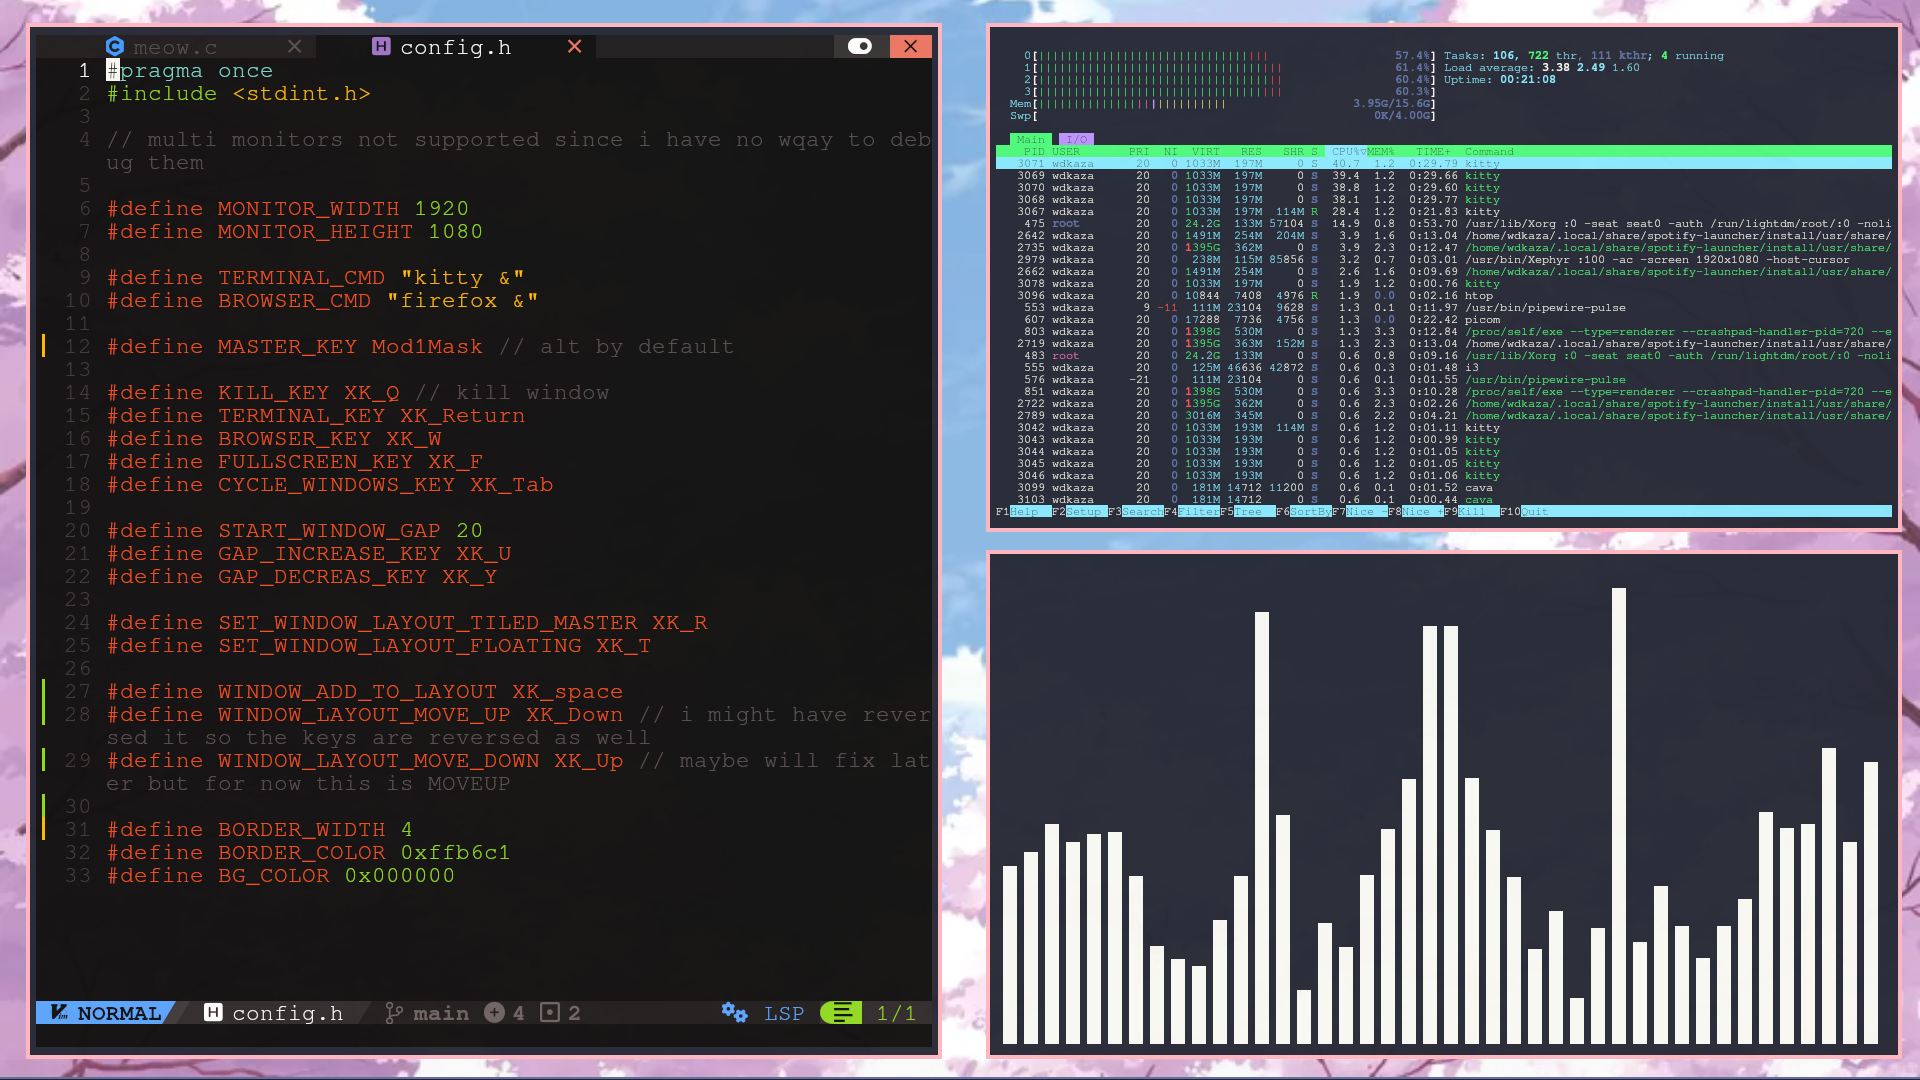 meow.c
config.h
1 #pragma once
2 #include <stdint.h>
3
4 // multi monitors not supported since i have no wqay to deb
ug them
5
6 #define MONITOR_WIDTH 1920
7 #define MONITOR_HEIGHT 1080
8
9 #define TERMINAL_CMD "kitty &"
10 #define BROWSER_CMD "firefox &"
11
12 #define MASTER_KEY Mod1Mask // alt by default
13
14 #define KILL_KEY XK_Q // kill window
15 #define TERMINAL_KEY XK_Return
16 #define BROWSER_KEY XK_W
17 #define FULLSCREEN_KEY XK_F
18 #define CYCLE_WINDOWS_KEY XK_Tab
19
20 #define START_WINDOW_GAP 20
21 #define GAP_INCREASE_KEY XK_U
22 #define GAP_DECREAS_KEY XK_Y
23
24 #define SET_WINDOW_LAYOUT_TILED_MASTER XK_R
25 #define SET_WINDOW_LAYOUT_FLOATING XK_T
26
27 #define WINDOW_ADD_TO_LAYOUT XK_space
28 #define WINDOW_LAYOUT_MOVE_UP XK_Down // i might have rever
sed it so the keys are reversed as well
29 #define WINDOW_LAYOUT_MOVE_DOWN XK_Up // maybe will fix lat
er but for now this is MOVEUP
30
31 #define BORDER_WIDTH 4
32 #define BORDER_COLOR 0xffb6c1
33 #define BG_COLOR 0x000000
NORMAL config.h main 4 2 LSP 1/1
0[ 57.4%] Tasks: 106, 722 thr, 111 kthr; 4 running
1[ 61.4%] Load average: 3.38 2.49 1.60
2[ 60.4%] Uptime: 00:21:08
3[ 60.3%]
Mem[ 3.95G/15.6G]
Swp[ 0K/4.00G]
Main I/O
PID USER PRI NI VIRT RES SHR S CPU%▽MEM% TIME+ Command
3071 wdkaza 20 0 1033M 197M 0 S 40.7 1.2 0:29.79 kitty
3069 wdkaza 20 0 1033M 197M 0 S 39.4 1.2 0:29.66 kitty
3070 wdkaza 20 0 1033M 197M 0 S 38.8 1.2 0:29.60 kitty
3068 wdkaza 20 0 1033M 197M 0 S 38.1 1.2 0:29.77 kitty
3067 wdkaza 20 0 1033M 197M 114M R 28.4 1.2 0:21.83 kitty
475 root 20 0 24.2G 133M 57104 S 14.9 0.8 0:53.70 /usr/lib/Xorg :0 -seat seat0 -auth /run/lightdm/root/:0 -noli
2642 wdkaza 20 0 1491M 254M 204M S 3.9 1.6 0:13.04 /home/wdkaza/.local/share/spotify-launcher/install/usr/share/
2735 wdkaza 20 0 1395G 362M 0 S 3.9 2.3 0:12.47 /home/wdkaza/.local/share/spotify-launcher/install/usr/share/
2979 wdkaza 20 0 238M 115M 85856 S 3.2 0.7 0:03.01 /usr/bin/Xephyr :100 -ac -screen 1920x1080 -host-cursor
2662 wdkaza 20 0 1491M 254M 0 S 2.6 1.6 0:09.69 /home/wdkaza/.local/share/spotify-launcher/install/usr/share/
3078 wdkaza 20 0 1033M 197M 0 S 1.9 1.2 0:00.76 kitty
3096 wdkaza 20 0 10844 7408 4976 R 1.9 0.0 0:02.16 htop
553 wdkaza 9 -11 111M 23104 9628 S 1.3 0.1 0:11.97 /usr/bin/pipewire-pulse
607 wdkaza 20 0 17288 7736 4756 S 1.3 0.0 0:22.42 picom
803 wdkaza 20 0 1398G 530M 0 S 1.3 3.3 0:12.84 /proc/self/exe --type=renderer --crashpad-handler-pid=720 --e
2719 wdkaza 20 0 1395G 363M 152M S 1.3 2.3 0:13.04 /home/wdkaza/.local/share/spotify-launcher/install/usr/share/
483 root 20 0 24.2G 133M 0 S 0.6 0.8 0:09.16 /usr/lib/Xorg :0 -seat seat0 -auth /run/lightdm/root/:0 -noli
555 wdkaza 20 0 125M 46636 42872 S 0.6 0.3 0:01.48 i3
576 wdkaza -21 0 111M 23104 0 S 0.6 0.1 0:01.55 /usr/bin/pipewire-pulse
851 wdkaza 20 0 1398G 530M 0 S 0.6 3.3 0:10.28 /proc/self/exe --type=renderer --crashpad-handler-pid=720 --e
2722 wdkaza 20 0 1395G 362M 0 S 0.6 2.3 0:02.26 /home/wdkaza/.local/share/spotify-launcher/install/usr/share/
2789 wdkaza 20 0 3016M 345M 0 S 0.6 2.2 0:04.21 /home/wdkaza/.local/share/spotify-launcher/install/usr/share/
3042 wdkaza 20 0 1033M 193M 114M S 0.6 1.2 0:01.11 kitty
3043 wdkaza 20 0 1033M 193M 0 S 0.6 1.2 0:00.99 kitty
3044 wdkaza 20 0 1033M 193M 0 S 0.6 1.2 0:01.05 kitty
3045 wdkaza 20 0 1033M 193M 0 S 0.6 1.2 0:01.05 kitty
3046 wdkaza 20 0 1033M 193M 0 S 0.6 1.2 0:01.06 kitty
3099 wdkaza 20 0 181M 14712 11200 S 0.6 0.1 0:01.52 cava
3103 wdkaza 20 0 181M 14712 0 S 0.6 0.1 0:00.44 cava
F1Help F2Setup F3SearchF4FilterF5Tree F6SortByF7Nice -F8Nice +F9Kill F10Quit